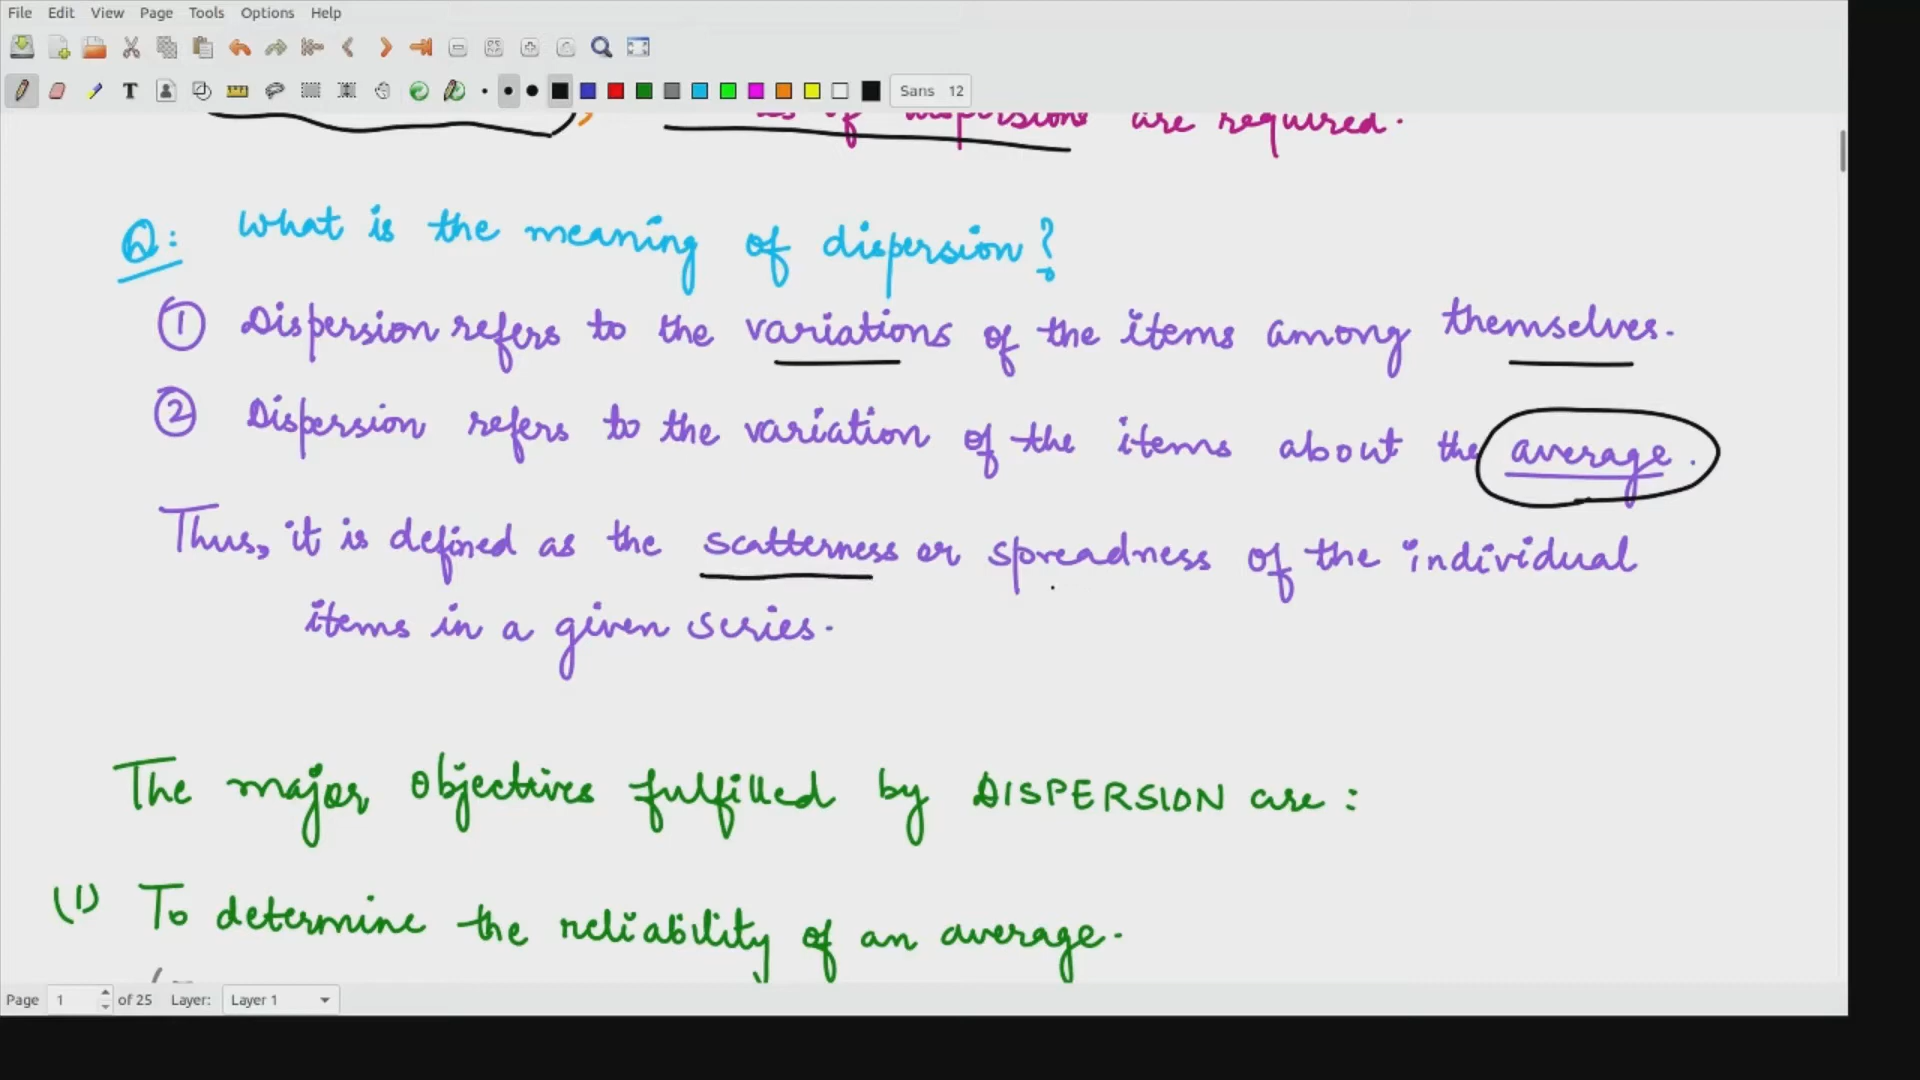 File Edit View Page Tools Options Help
Sans 12
of dispersion are required.
Q: What is the meaning of dispersion?
① Dispersion refers to the variations of the items among themselves.
② Dispersion refers to the variation of the items about the average.
Thus, it is defined as the scatterness or spreadness of the individual
items in a given series.
The major objectives fulfilled by DISPERSION are:
(1) To determine the reliability of an average.
Page 1 of 25 Layer: Layer 1